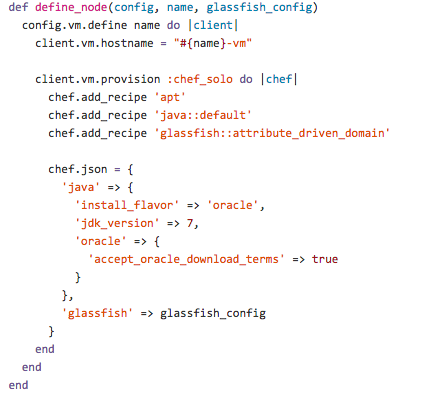 def define_node(config, name, glassfish_config)
  config.vm.define name do |client|
    client.vm.hostname = "#{name}-vm"

    client.vm.provision :chef_solo do |chef|
      chef.add_recipe 'apt'
      chef.add_recipe 'java::default'
      chef.add_recipe 'glassfish::attribute_driven_domain'

      chef.json = {
        'java' => {
          'install_flavor' => 'oracle',
          'jdk_version' => 7,
          'oracle' => {
            'accept_oracle_download_terms' => true
          }
        },
        'glassfish' => glassfish_config
      }
    end
  end
end